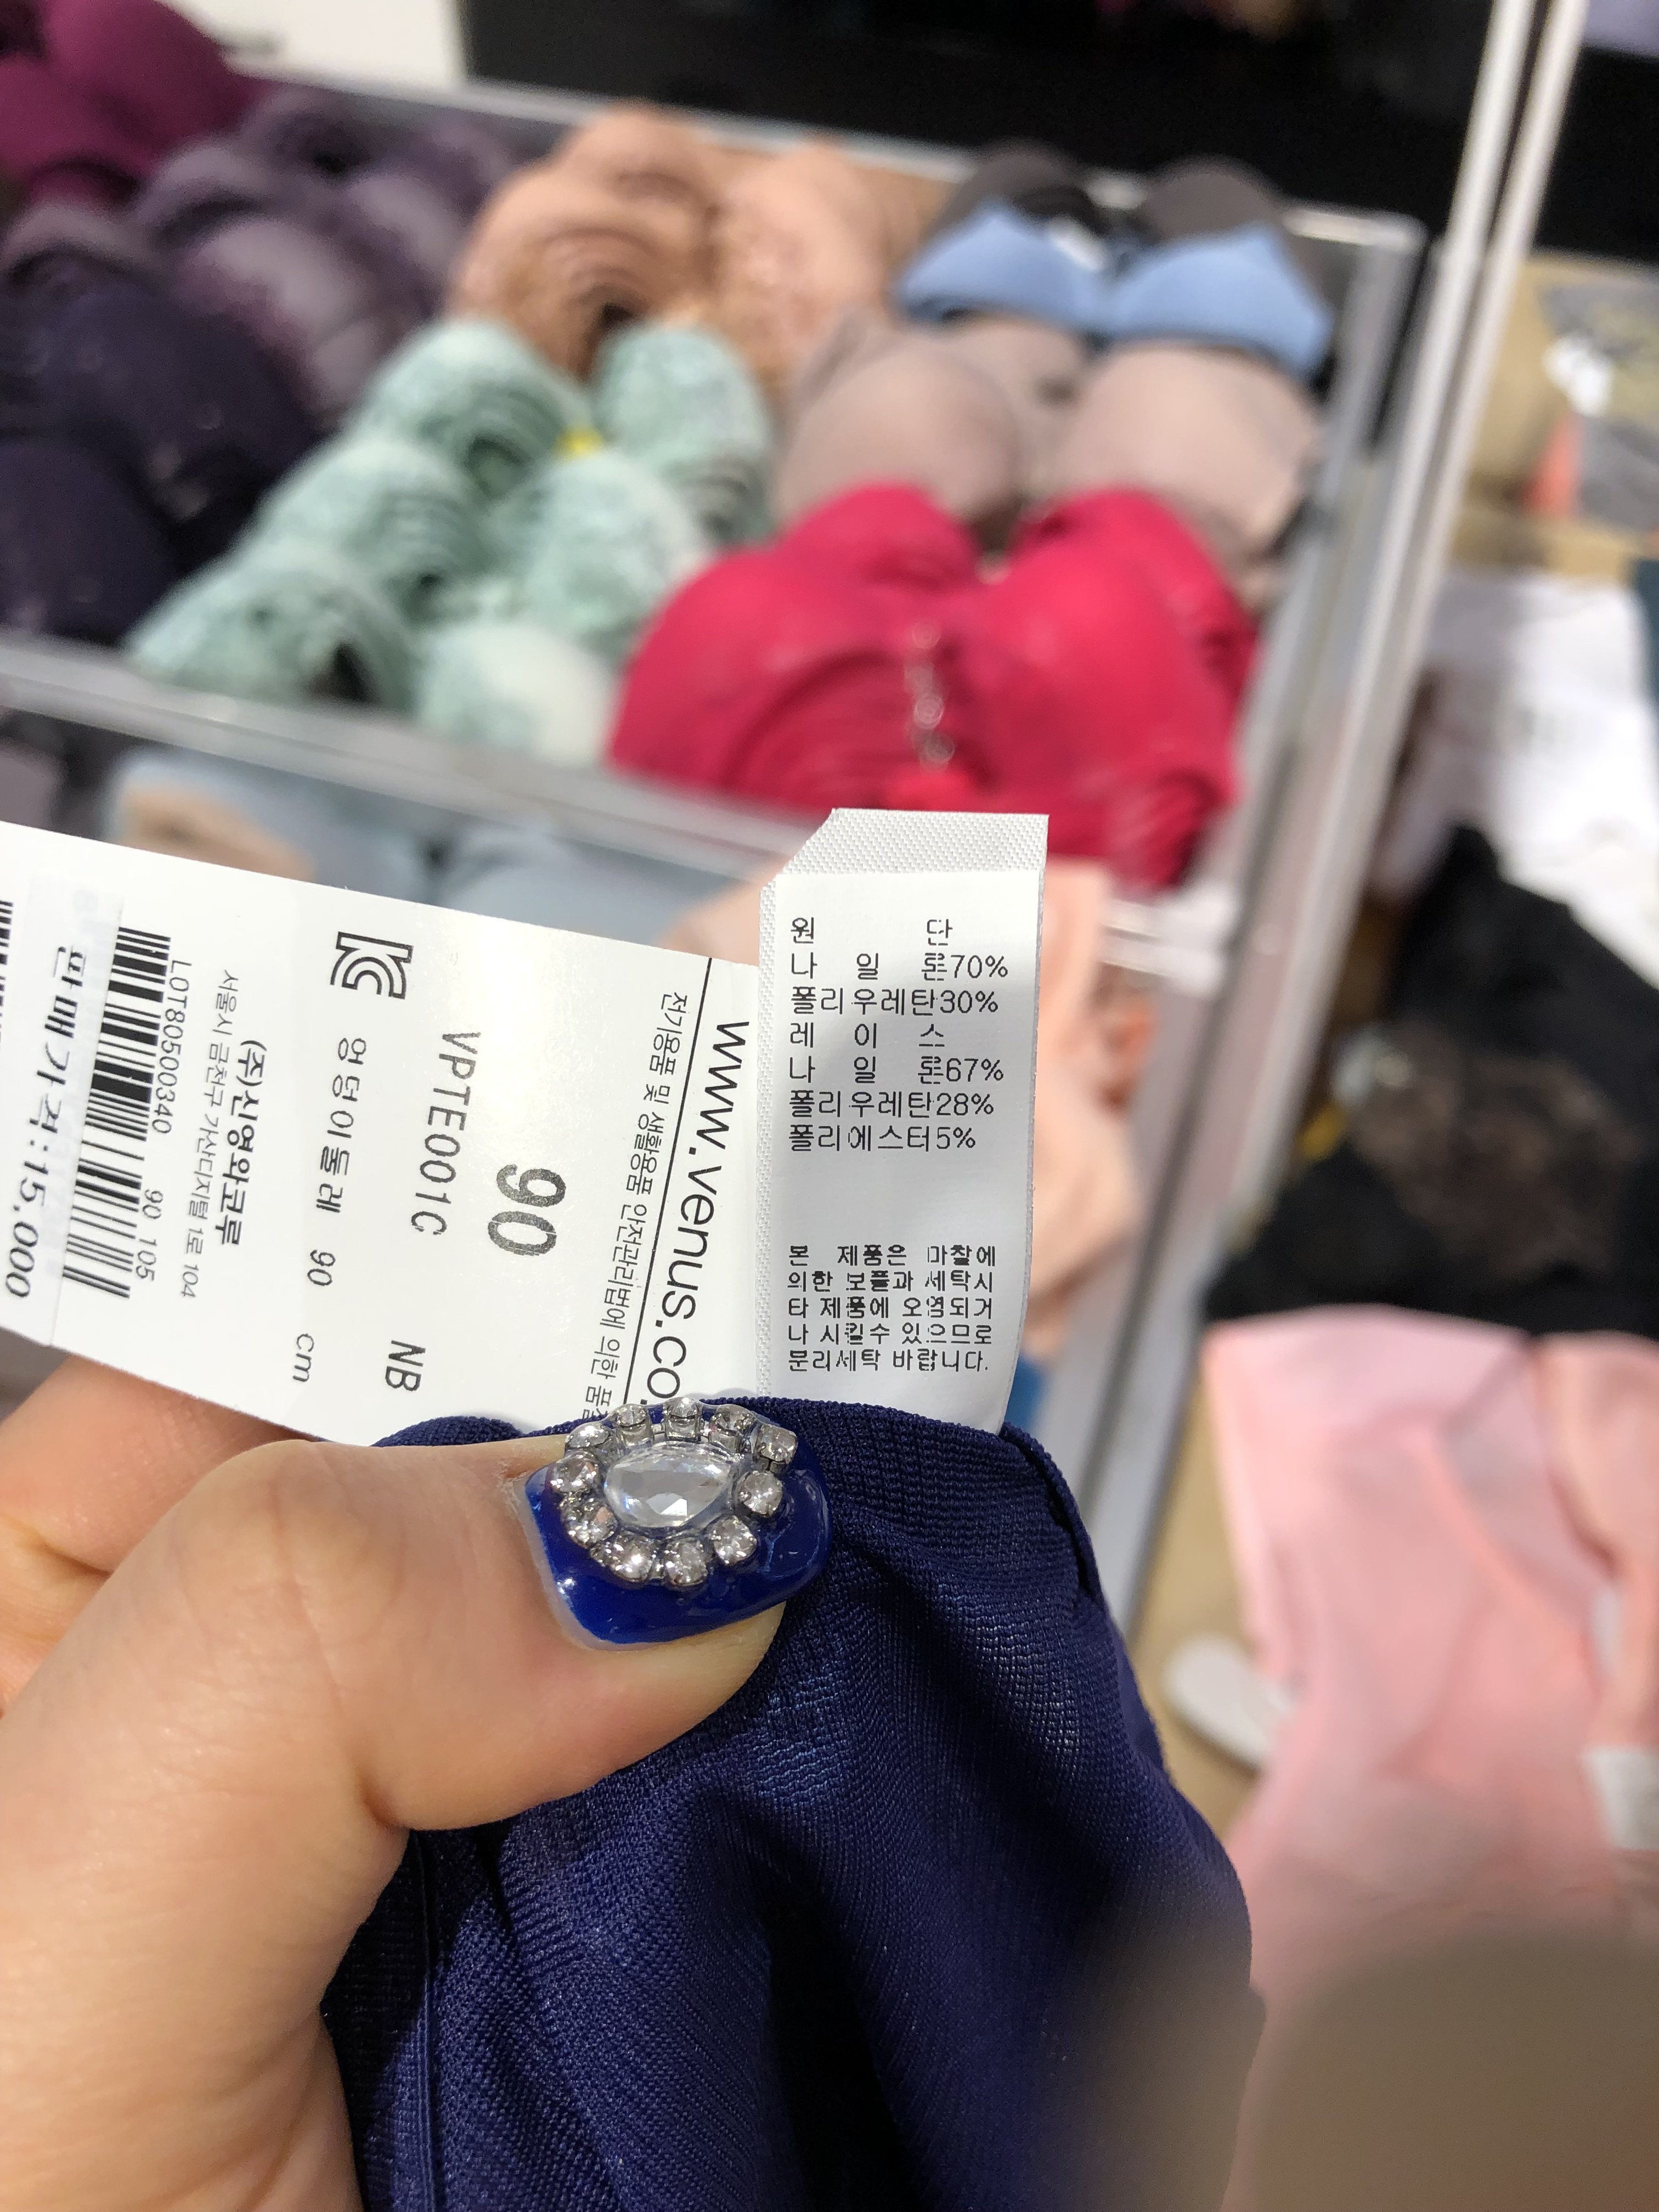 원 단
나 일 론70%
폴리우레탄30%
레 이 스
나 일 론67%
폴리우레탄28%
폴리에스터5%
본 제품은 마찰에
의한 보풀과 세탁시
타 제품에 오염되거
나 시킬수 있으므로
분리세탁 바랍니다.
www.venus.co.
전기용품 및 생활용품 안전관리법에 의한 품
90
VPTE001C NB
엉덩이둘레 90 cm
(주)신영와코루
서울시 금천구 가산디지털 1로 104
LOT80500340 90 105
판매가격:15,000